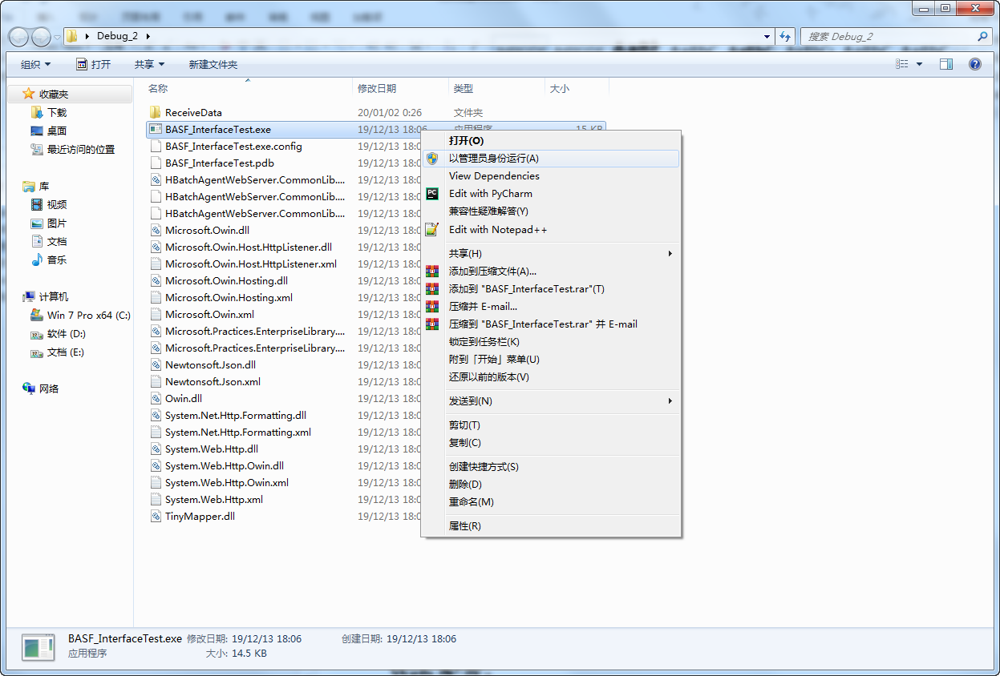 Debug_2
搜索 Debug_2
组织 打开 共享 新建文件夹
收藏夹
下载
桌面
最近访问的位置
库
视频
图片
文档
音乐
计算机
Win 7 Pro x64 (C:)
软件 (D:)
文档 (E:)
网络
名称 修改日期 类型 大小
ReceiveData 20/01/02 0:26 文件夹
BASF_InterfaceTest.exe 19/12/13 18:06 应用程序 15 KB
BASF_InterfaceTest.exe.config 19/12/13 18:0
BASF_InterfaceTest.pdb 19/12/13 18:0
HBatchAgentWebServer.CommonLib.... 19/12/13 18:0
HBatchAgentWebServer.CommonLib.... 19/12/13 18:0
HBatchAgentWebServer.CommonLib.... 19/12/13 18:0
Microsoft.Owin.dll 19/12/13 18:0
Microsoft.Owin.Host.HttpListener.dll 19/12/13 18:0
Microsoft.Owin.Host.HttpListener.xml 19/12/13 18:0
Microsoft.Owin.Hosting.dll 19/12/13 18:0
Microsoft.Owin.Hosting.xml 19/12/13 18:0
Microsoft.Owin.xml 19/12/13 18:0
Microsoft.Practices.EnterpriseLibrary.... 19/12/13 18:0
Microsoft.Practices.EnterpriseLibrary.... 19/12/13 18:0
Newtonsoft.Json.dll 19/12/13 18:0
Newtonsoft.Json.xml 19/12/13 18:0
Owin.dll 19/12/13 18:0
System.Net.Http.Formatting.dll 19/12/13 18:0
System.Net.Http.Formatting.xml 19/12/13 18:0
System.Web.Http.dll 19/12/13 18:0
System.Web.Http.Owin.dll 19/12/13 18:0
System.Web.Http.Owin.xml 19/12/13 18:0
System.Web.Http.xml 19/12/13 18:0
TinyMapper.dll 19/12/13 18:0
打开(O)
以管理员身份运行(A)
View Dependencies
Edit with PyCharm
兼容性疑难解答(Y)
Edit with Notepad++
共享(H)
添加到压缩文件(A)...
添加到 "BASF_InterfaceTest.rar"(T)
压缩并 E-mail...
压缩到 "BASF_InterfaceTest.rar" 并 E-mail
锁定到任务栏(K)
附到「开始」菜单(U)
还原以前的版本(V)
发送到(N)
剪切(T)
复制(C)
创建快捷方式(S)
删除(D)
重命名(M)
属性(R)
BASF_InterfaceTest.exe 修改日期: 19/12/13 18:06 创建日期: 19/12/13 18:06
应用程序 大小: 14.5 KB